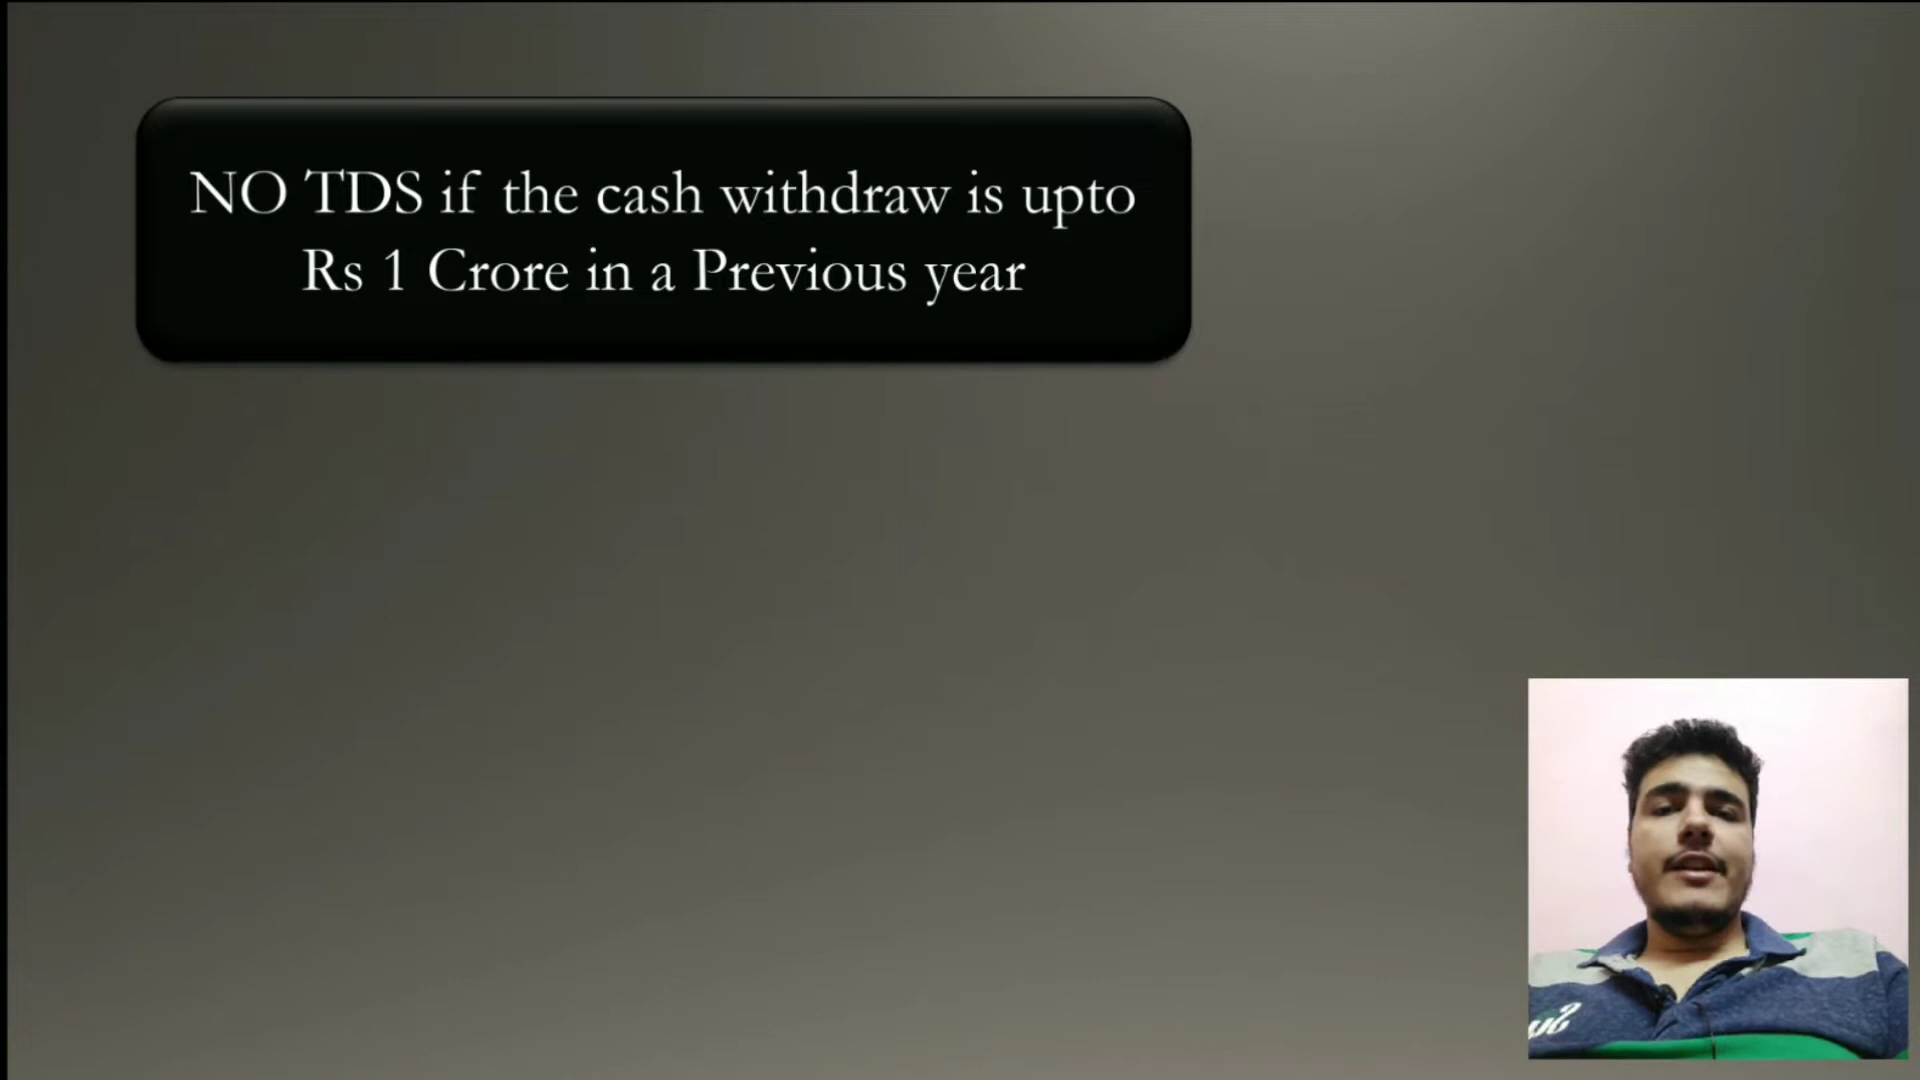 NO TDS if the cash withdraw is upto
Rs 1 Crore in a Previous year